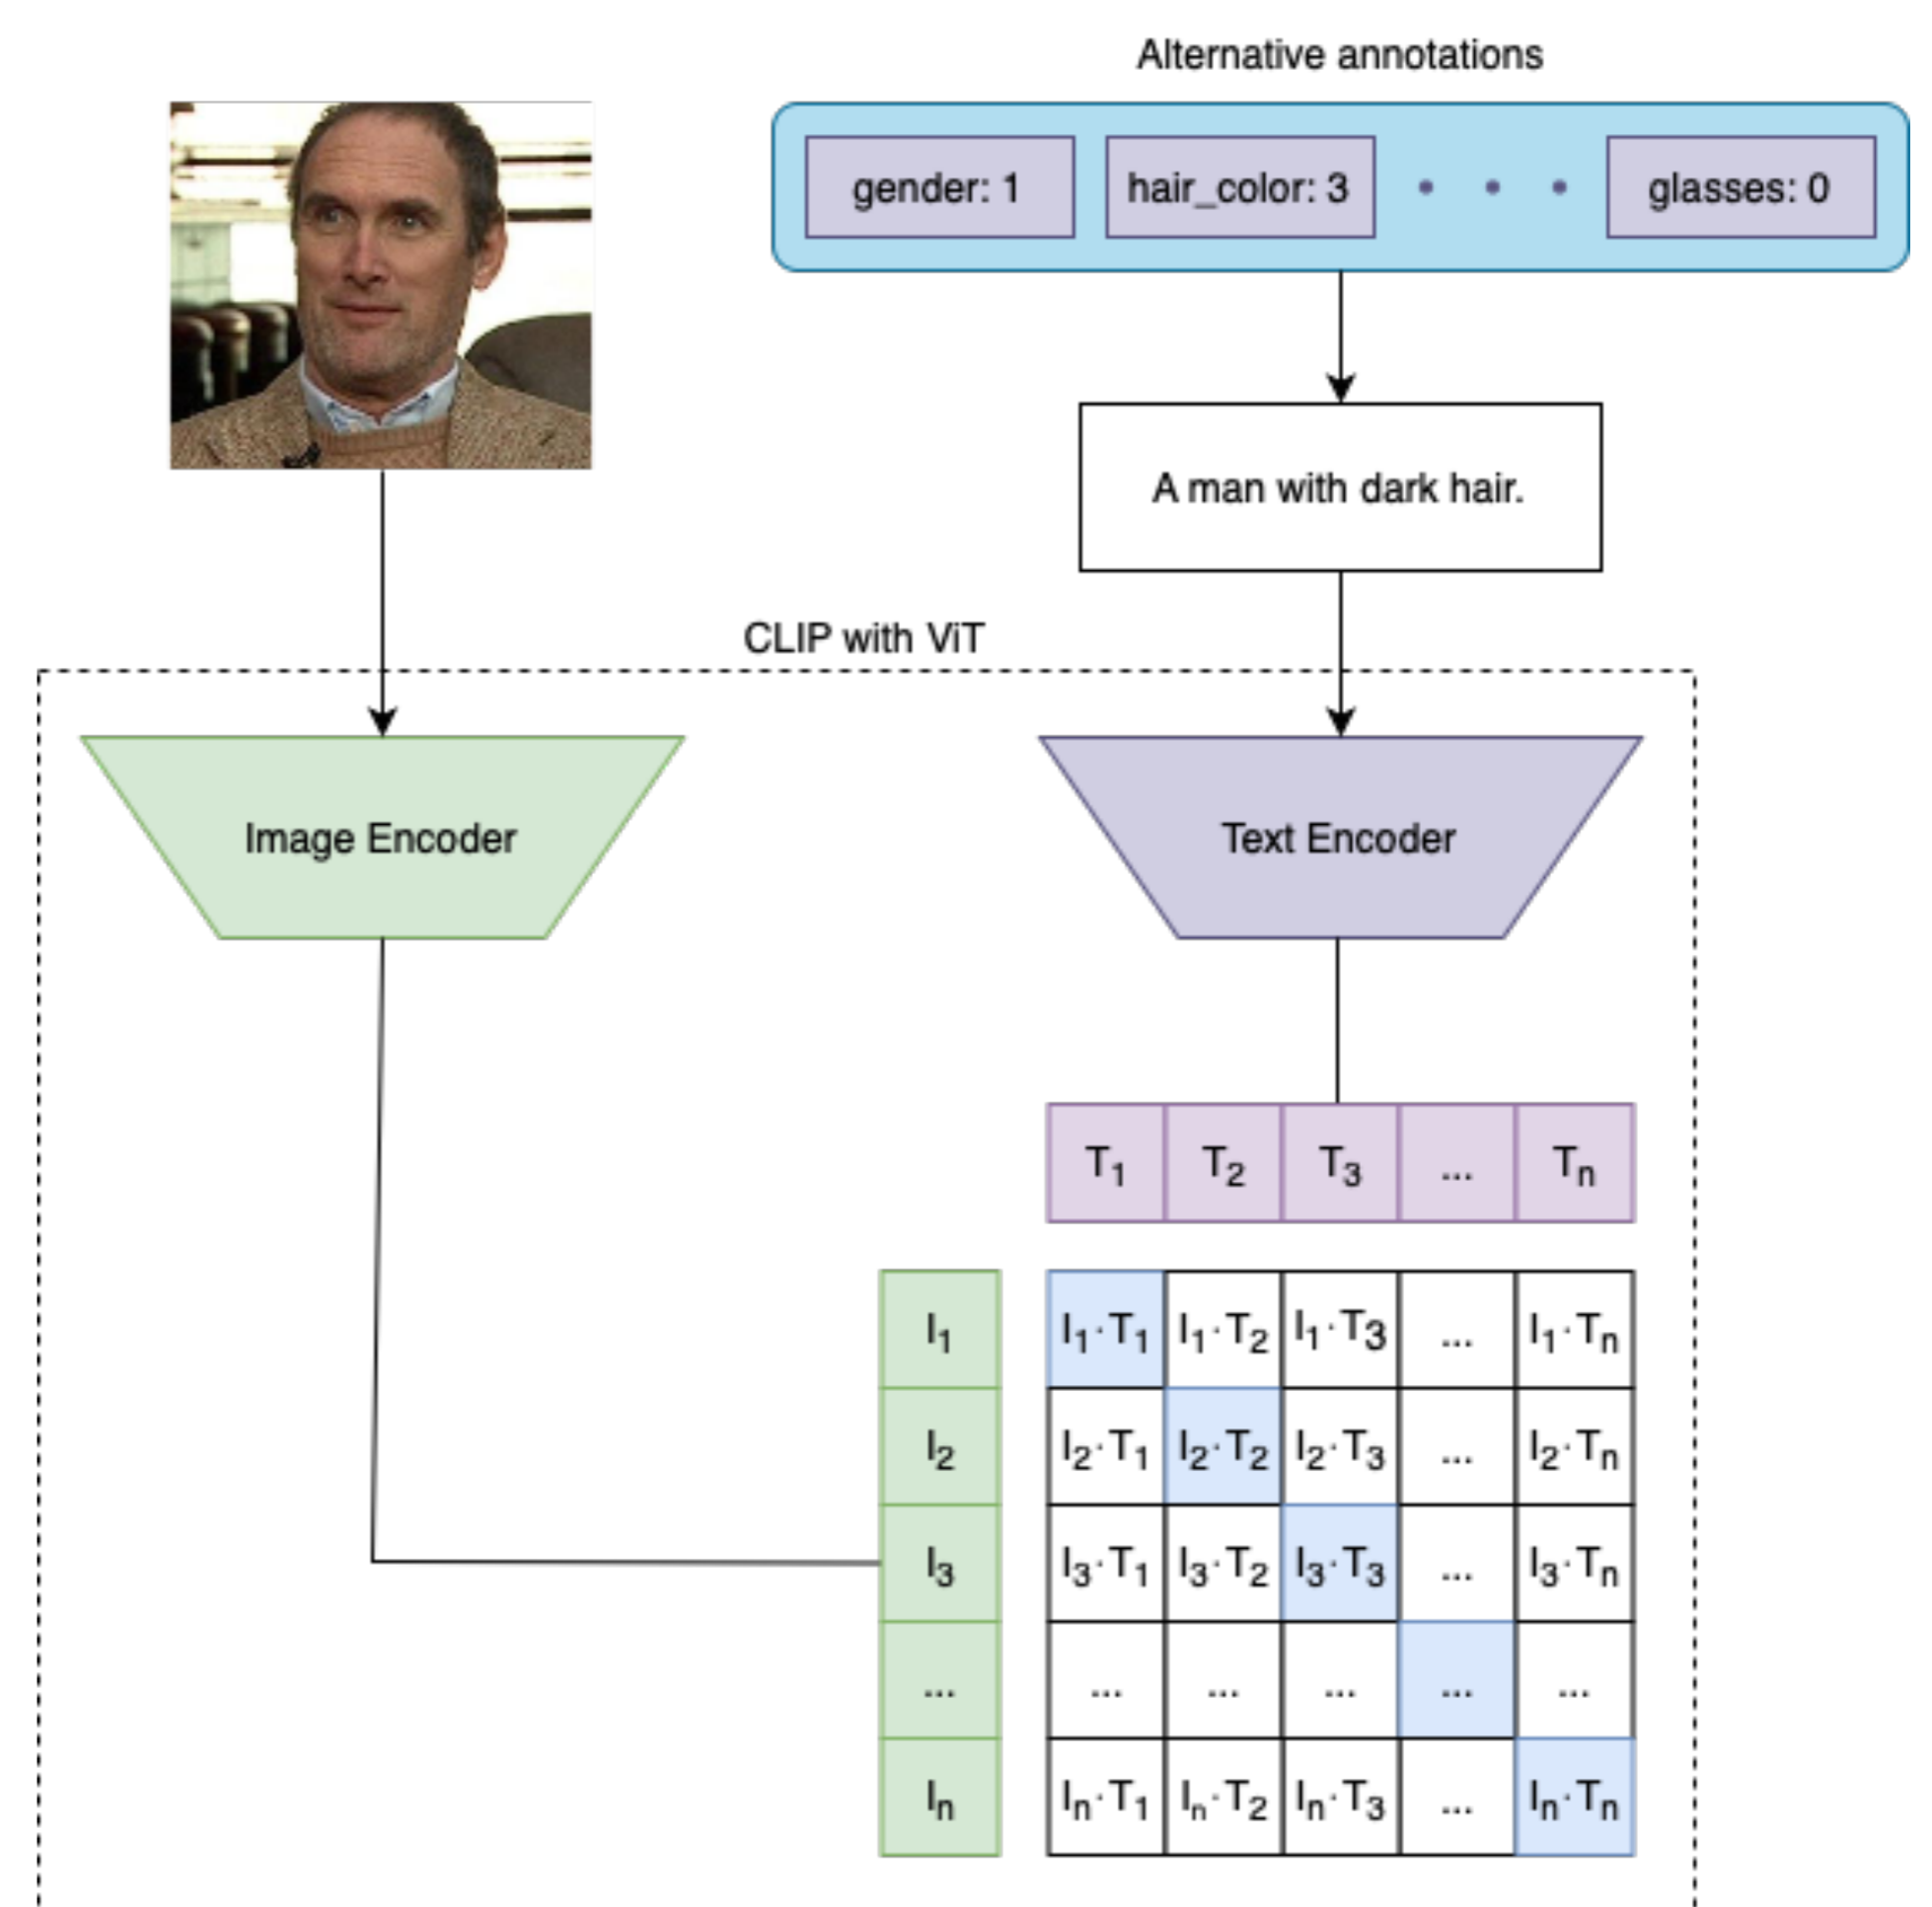 Alternative annotations
gender: 1 hair_color: 3 • • • glasses: 0
A man with dark hair.
CLIP with ViT
Image Encoder Text Encoder
T₁ T₂ T₃ ... Tₙ
I₁ I₁·T₁ I₁·T₂ I₁·T₃ ... I₁·Tₙ
I₂ I₂·T₁ I₂·T₂ I₂·T₃ ... I₂·Tₙ
I₃ I₃·T₁ I₃·T₂ I₃·T₃ ... I₃·Tₙ
... ... ... ... ... ...
Iₙ Iₙ·T₁ Iₙ·T₂ Iₙ·T₃ ... Iₙ·Tₙ